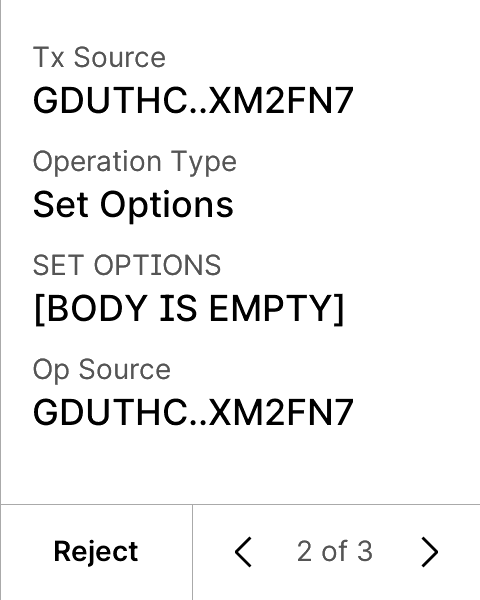 Tx Source
GDUTHC..XM2FN7
Operation Type
Set Options
SET OPTIONS
[BODY IS EMPTY]
Op Source
GDUTHC..XM2FN7
Reject
2 of 3